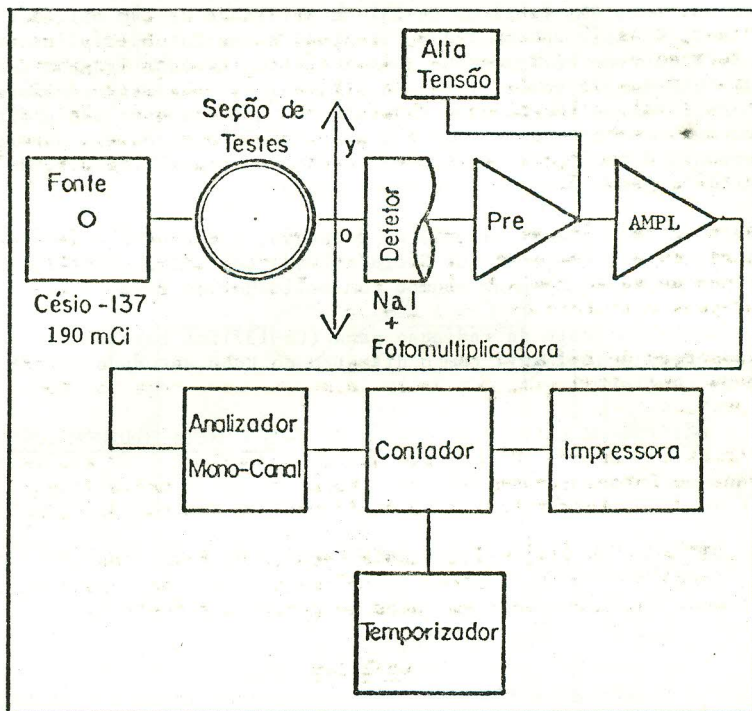 Alta
Tensão
Seção de
Testes
y
Fonte
o
Detetor
Pre
AMPL
Césio -137
190 mCi
NaI
+
Fotomultiplicadora
Analizador
Mono-Canal
Contador
Impressora
Temporizador